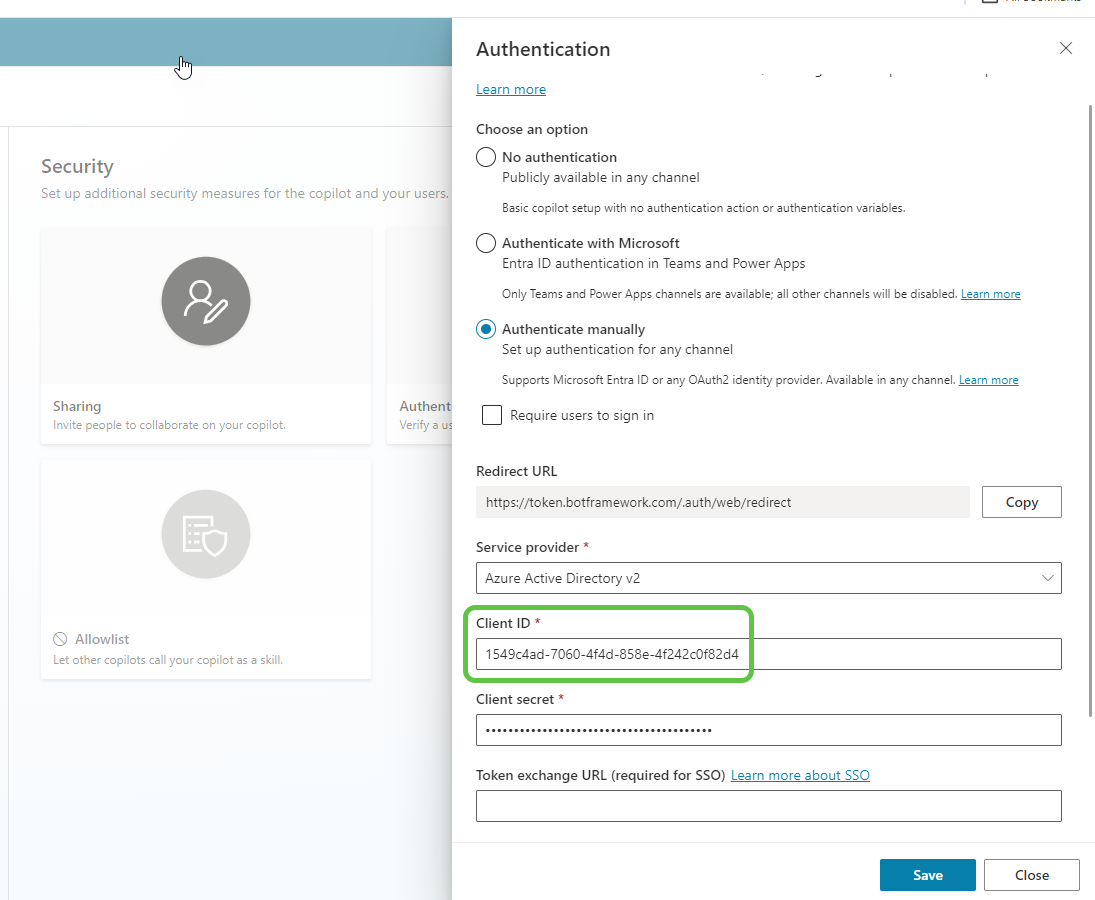 Authentication
Learn more
Choose an option
No authentication
Publicly available in any channel
Basic copilot setup with no authentication action or authentication variables.
Authenticate with Microsoft
Entra ID authentication in Teams and Power Apps
Only Teams and Power Apps channels are available; all other channels will be disabled. Learn more
Authenticate manually
Set up authentication for any channel
Supports Microsoft Entra ID or any OAuth2 identity provider. Available in any channel. Learn more
Require users to sign in
Redirect URL
https://token.botframework.com/.auth/web/redirect
Copy
Service provider *
Azure Active Directory v2
Client ID *
1549c4ad-7060-4f4d-858e-4f242c0f82d4
Client secret *
••••••••••••••••••••••••••••••••••••••••
Token exchange URL (required for SSO) Learn more about SSO
Save
Close
Security
Set up additional security measures for the copilot and your users.
Sharing
Invite people to collaborate on your copilot.
Authent
Verify a us
Allowlist
Let other copilots call your copilot as a skill.